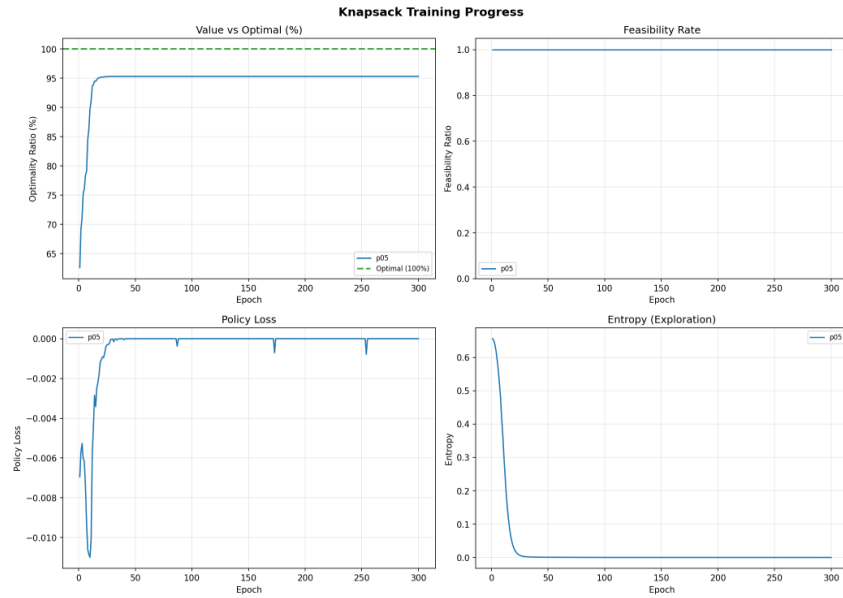 Knapsack Training Progress
Value vs Optimal (%)
Optimality Ratio (%)
100
95
90
85
80
75
70
65
0 50 100 150 200 250 300
Epoch
p05
Optimal (100%)
Feasibility Rate
Feasibility Ratio
1.0
0.8
0.6
0.4
0.2
0.0
0 50 100 150 200 250 300
Epoch
p05
Policy Loss
Policy Loss
0.000
−0.002
−0.004
−0.006
−0.008
−0.010
0 50 100 150 200 250 300
Epoch
p05
Entropy (Exploration)
Entropy
0.6
0.5
0.4
0.3
0.2
0.1
0.0
0 50 100 150 200 250 300
Epoch
p05